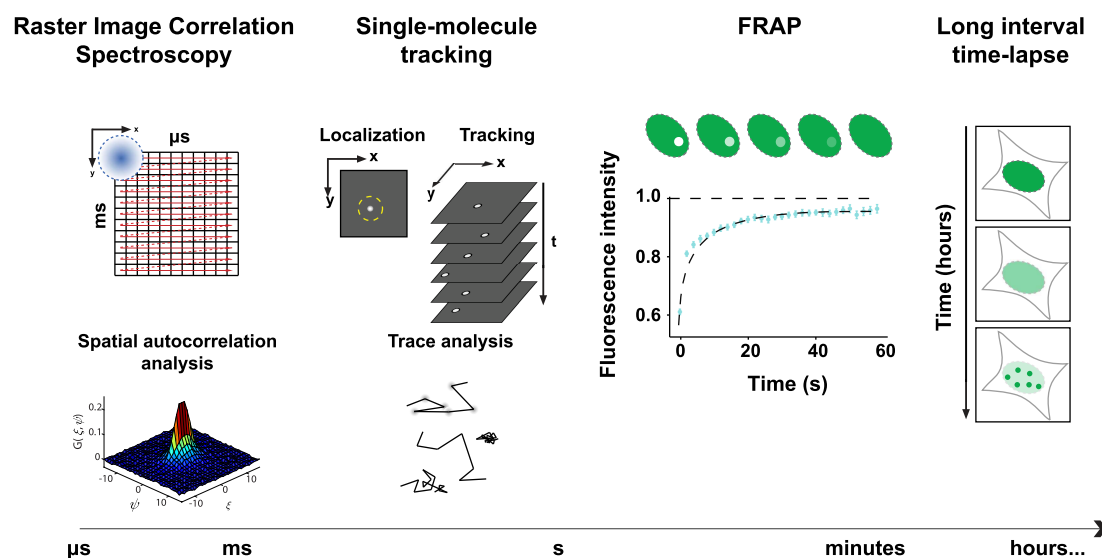 Raster Image Correlation
Spectroscopy
Single-molecule
tracking
FRAP
Long interval
time-lapse
x
y
µs
ms
Localization
x
y
Tracking
x
y
t
Fluorescence intensity
1.0
0.8
0.6
0 20 40 60
Time (s)
Time (hours)
Spatial autocorrelation
analysis
G( ξ, ψ)
0.2
0.1
0
-10
0
10
ψ
-10
0
10
ξ
Trace analysis
µs ms s minutes hours...